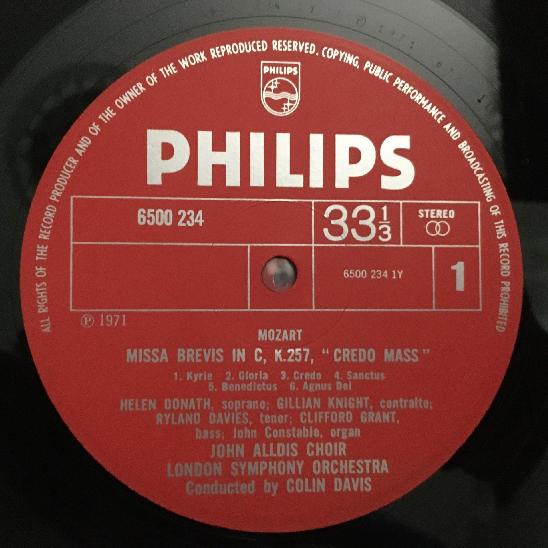 ALL RIGHTS OF THE RECORD PRODUCER AND OF THE OWNER OF THE WORK REPRODUCED RESERVED. COPYING, PUBLIC PERFORMANCE AND BROADCASTING OF THIS RECORD PROHIBITED
PHILIPS
PHILIPS
6500 234
33 1/3
STEREO
6500 234 1Y
1
℗ 1971
MOZART
MISSA BREVIS IN C, K.257, "CREDO MASS"
1. Kyrie 2. Gloria 3. Credo 4. Sanctus
5. Benedictus 6. Agnus Dei
HELEN DONATH, soprano; GILLIAN KNIGHT, contralto;
RYLAND DAVIES, tenor; CLIFFORD GRANT,
bass; John Constable, organ
JOHN ALLDIS CHOIR
LONDON SYMPHONY ORCHESTRA
Conducted by COLIN DAVIS